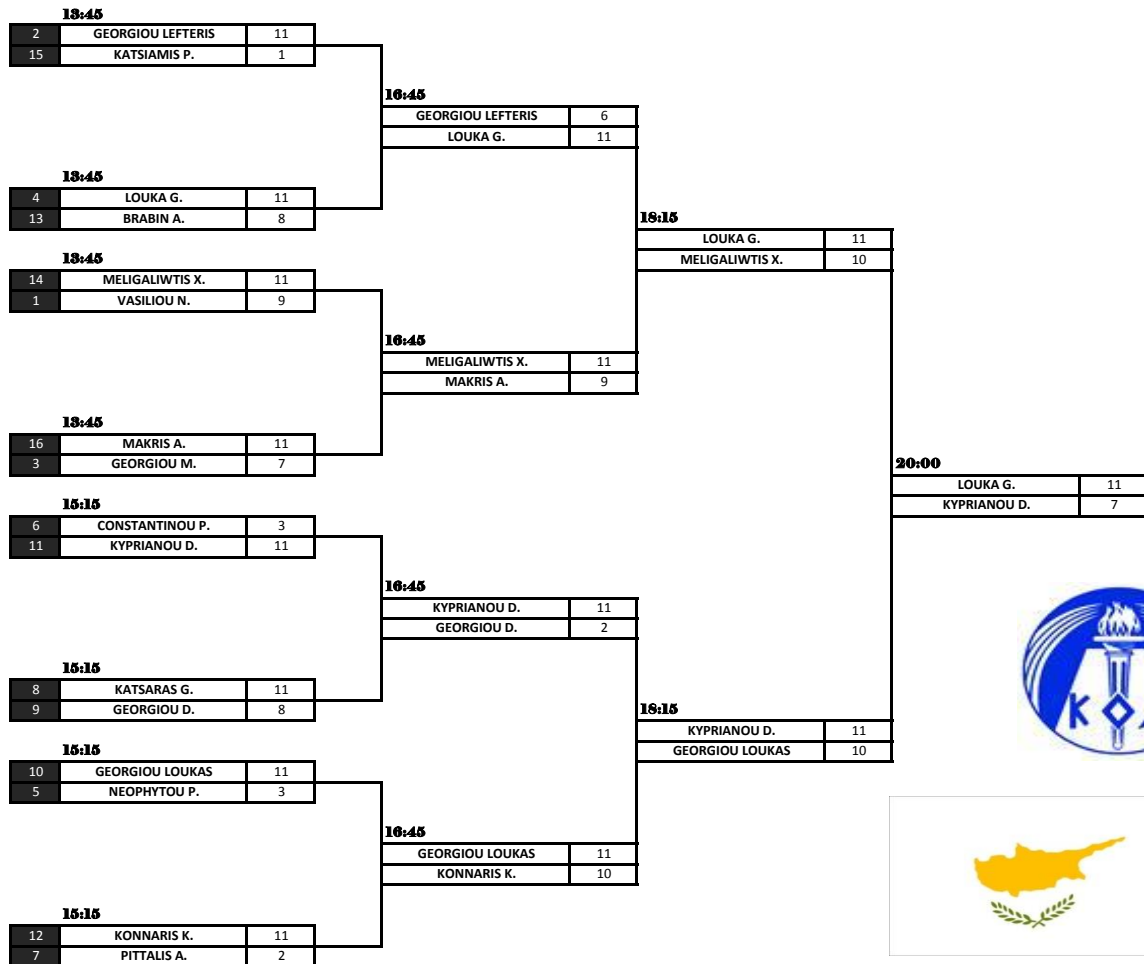 13:45
2 GEORGIOU LEFTERIS 11
15 KATSIAMIS P. 1
16:45
GEORGIOU LEFTERIS 6
LOUKA G. 11
13:45
4 LOUKA G. 11
13 BRABIN A. 8
18:15
LOUKA G. 11
MELIGALIWTIS X. 10
13:45
14 MELIGALIWTIS X. 11
1 VASILIOU N. 9
16:45
MELIGALIWTIS X. 11
MAKRIS A. 9
13:45
16 MAKRIS A. 11
3 GEORGIOU M. 7
20:00
LOUKA G. 11
KYPRIANOU D. 7
15:15
6 CONSTANTINOU P. 3
11 KYPRIANOU D. 11
16:45
KYPRIANOU D. 11
GEORGIOU D. 2
15:15
8 KATSARAS G. 11
9 GEORGIOU D. 8
18:15
KYPRIANOU D. 11
GEORGIOU LOUKAS 10
15:15
10 GEORGIOU LOUKAS 11
5 NEOPHYTOU P. 3
16:45
GEORGIOU LOUKAS 11
KONNARIS K. 10
15:15
12 KONNARIS K. 11
7 PITTALIS A. 2